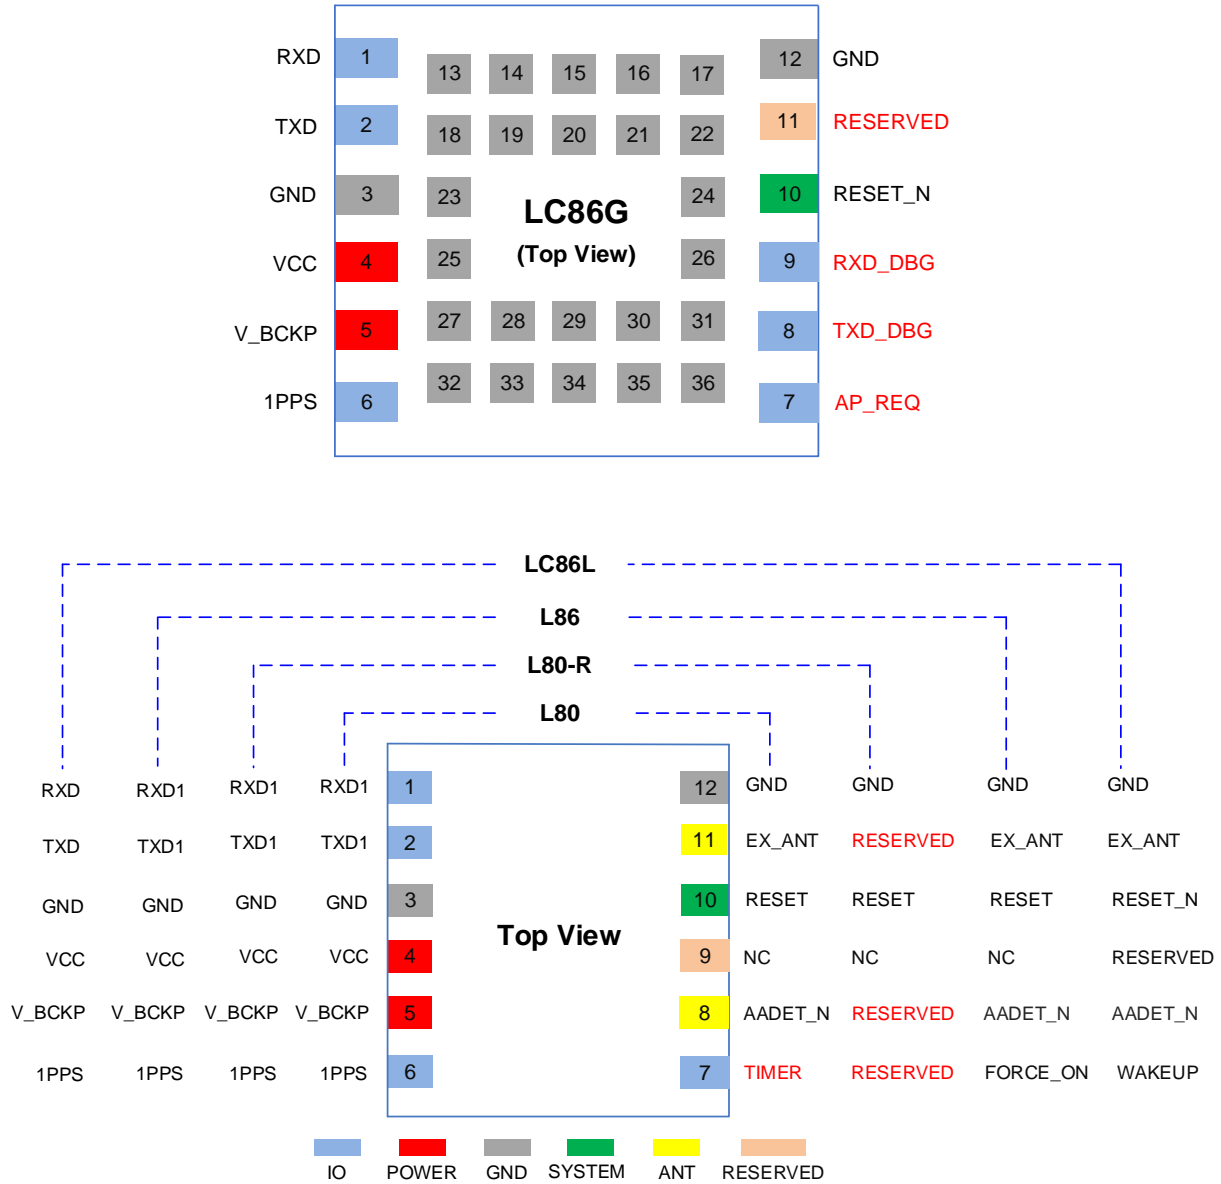 RXD 1 13 14 15 16 17 12 GND
TXD 2 18 19 20 21 22 11 RESERVED
GND 3 23 24 10 RESET_N
LC86G
(Top View)
VCC 4 25 26 9 RXD_DBG
V_BCKP 5 27 28 29 30 31 8 TXD_DBG
1PPS 6 32 33 34 35 36 7 AP_REQ
LC86L
L86
L80-R
L80
RXD RXD1 RXD1 RXD1 1 12 GND GND GND GND
TXD TXD1 TXD1 TXD1 2 11 EX_ANT RESERVED EX_ANT EX_ANT
GND GND GND GND 3 10 RESET RESET RESET RESET_N
Top View
VCC VCC VCC VCC 4 9 NC NC NC RESERVED
V_BCKP V_BCKP V_BCKP V_BCKP 5 8 AADET_N RESERVED AADET_N AADET_N
1PPS 1PPS 1PPS 1PPS 6 7 TIMER RESERVED FORCE_ON WAKEUP
IO POWER GND SYSTEM ANT RESERVED